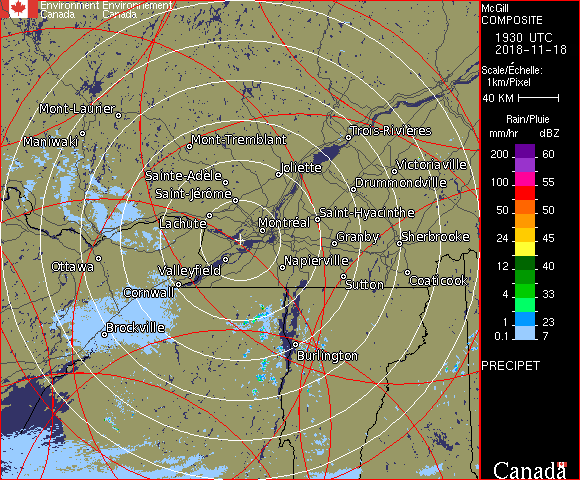 Environment Environnement
Canada Canada
McGill
COMPOSITE
1930 UTC
2018-11-18
Scale/Échelle:
1km/Pixel
40 KM
Rain/Pluie
mm/hr dBZ
200 60
100 55
50 50
24 45
12 40
4 33
1 23
0.1 7
PRECIPET
Canada
Mont-Laurier
Maniwaki
Mont-Tremblant
Trois-Rivières
Sainte-Adèle
Joliette
Victoriaville
Saint-Jérôme
Drummondville
Lachute
Montréal
Saint-Hyacinthe
Granby
Sherbrooke
Ottawa
Valleyfield
Napierville
Cornwall
Sutton
Coaticook
Brockville
Burlington